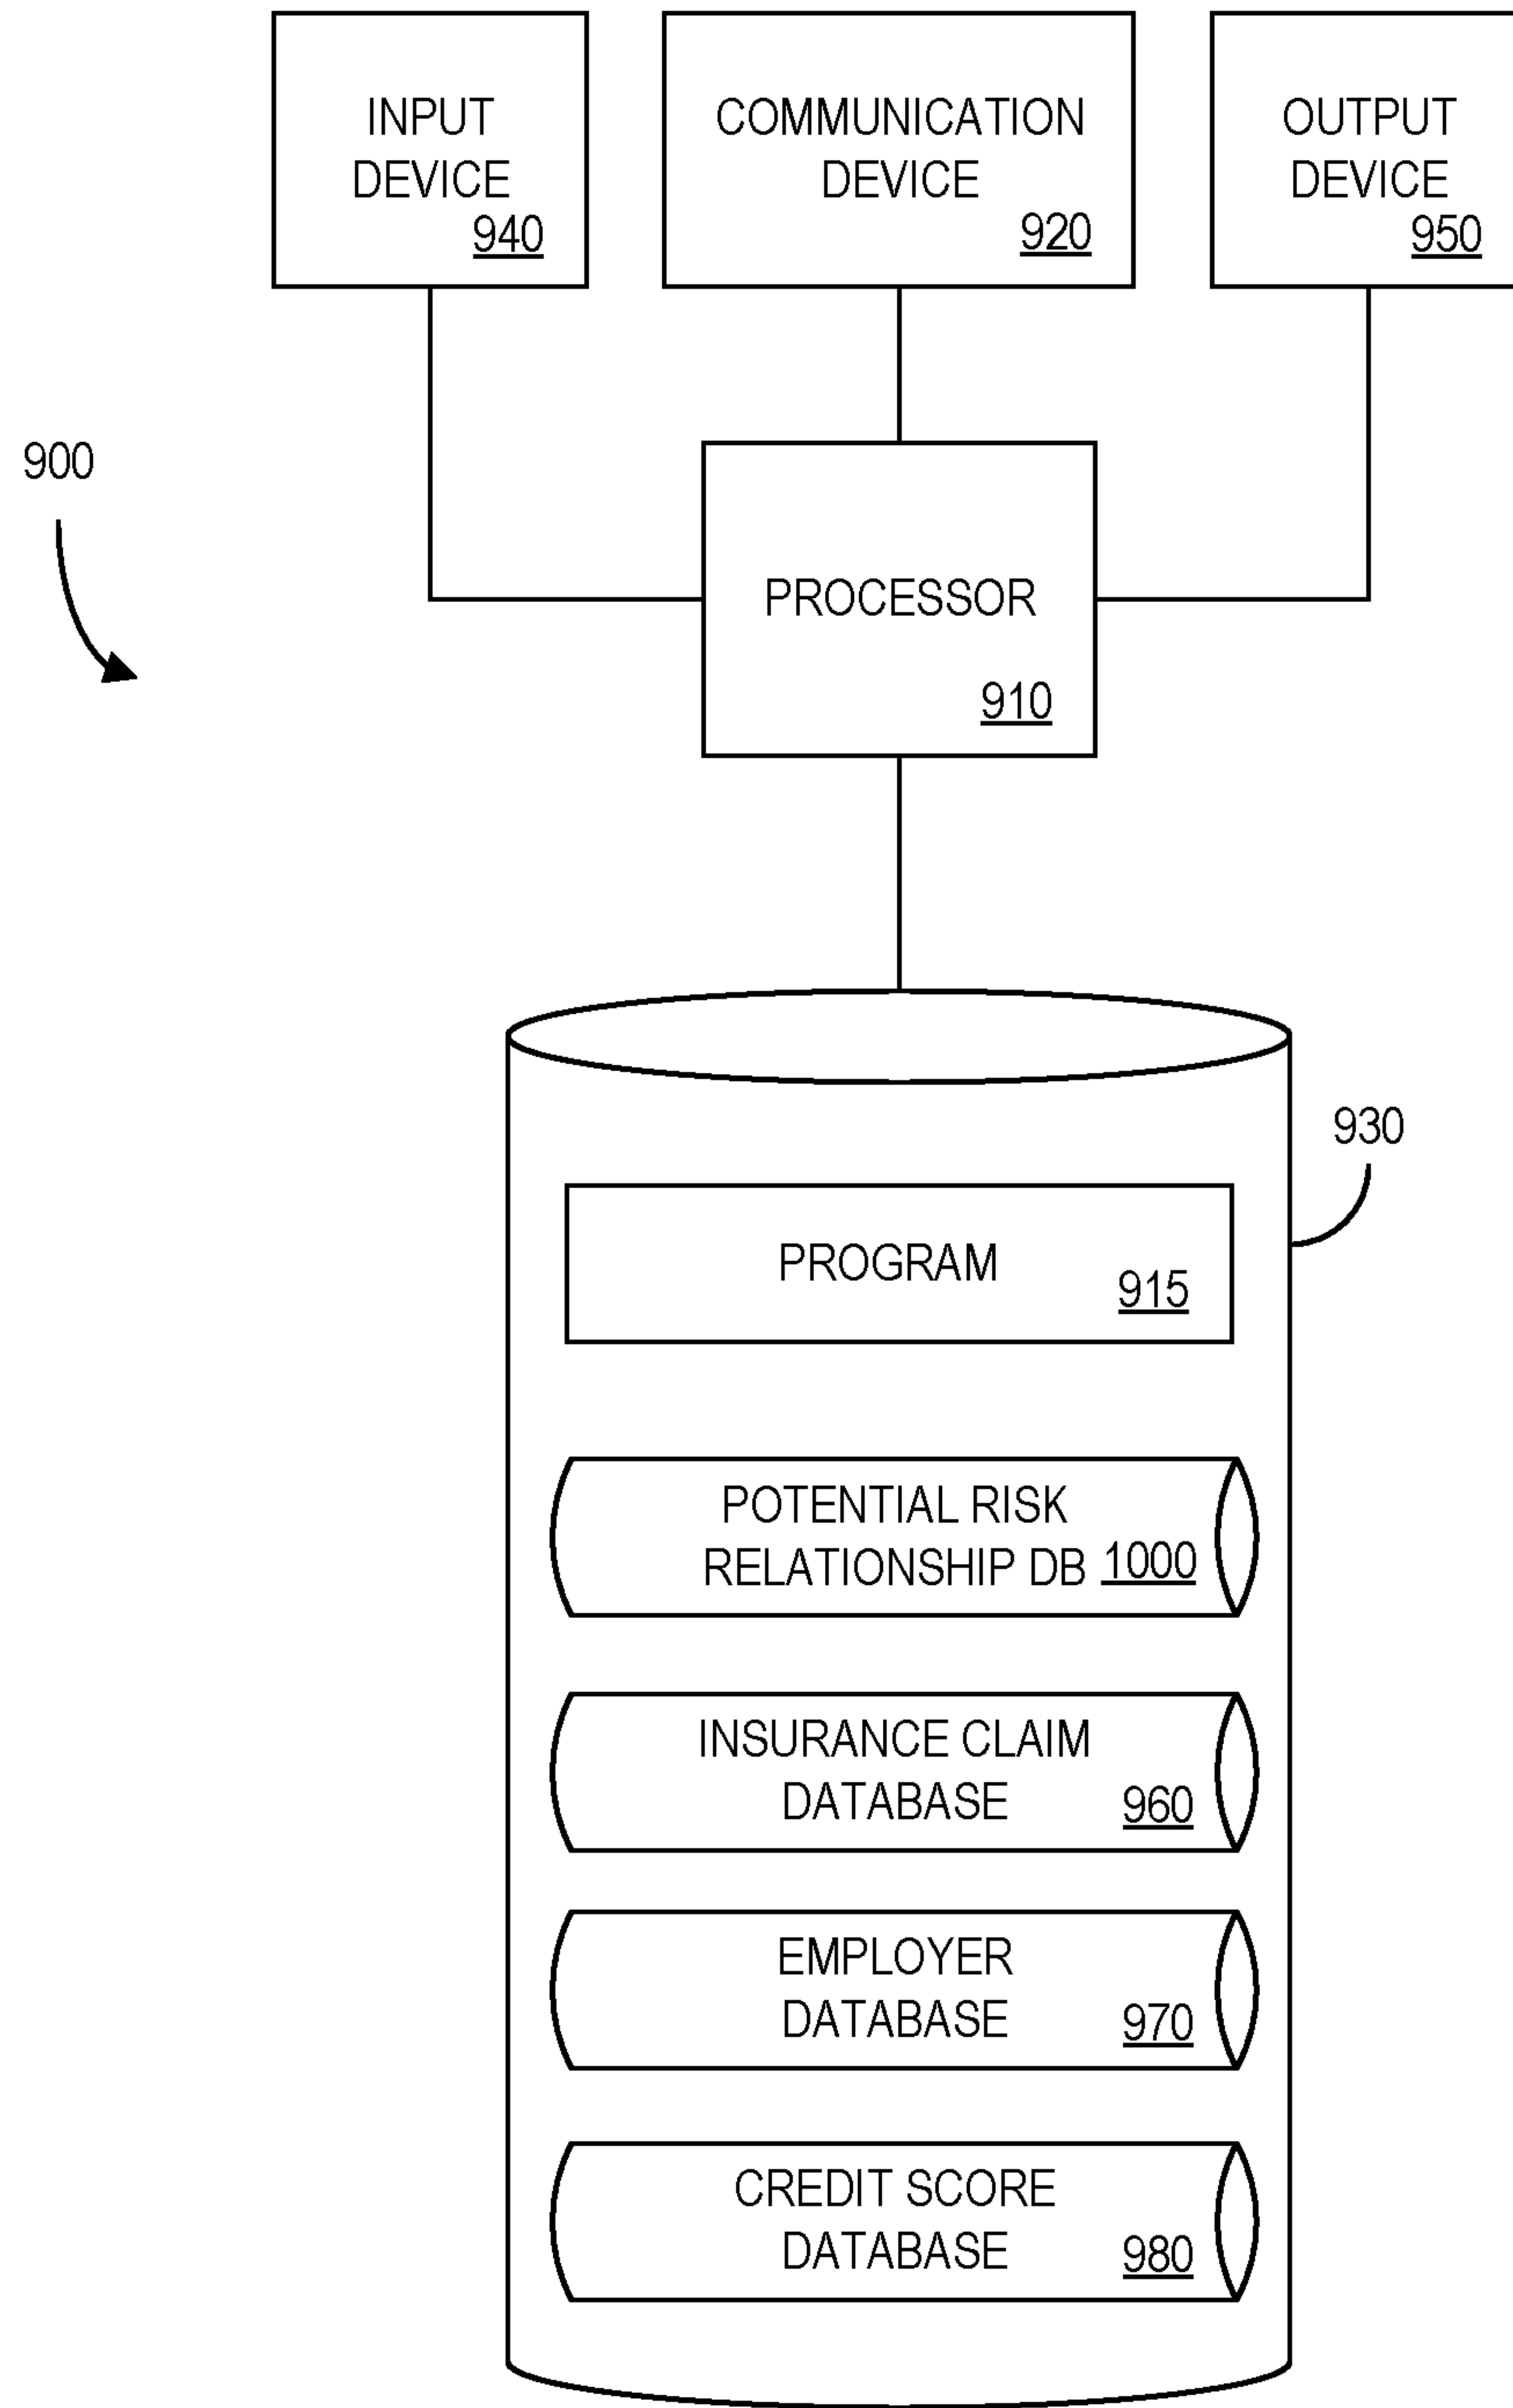 INPUT
DEVICE
940
COMMUNICATION
DEVICE
920
OUTPUT
DEVICE
950
900
PROCESSOR
910
930
PROGRAM
915
POTENTIAL RISK
RELATIONSHIP DB 1000
INSURANCE CLAIM
DATABASE
960
EMPLOYER
DATABASE
970
CREDIT SCORE
DATABASE
980